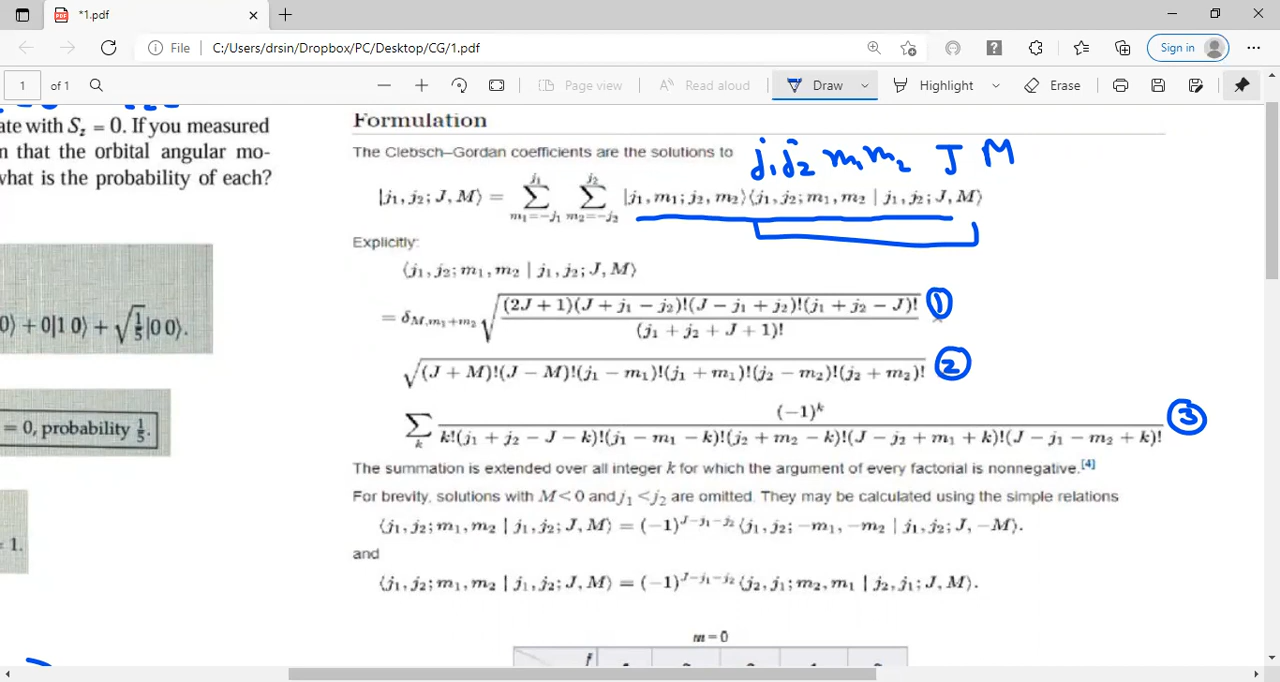 *1.pdf
File C:/Users/drsin/Dropbox/PC/Desktop/CG/1.pdf Sign in
1 of 1 Page view Read aloud Draw Highlight Erase
ate with S_z = 0. If you measured
n that the orbital angular mo-
what is the probability of each?
0⟩ + 0|1 0⟩ + √(1/5)|0 0⟩.
= 0, probability 1/5.
= 1.
Formulation
The Clebsch–Gordan coefficients are the solutions to
j₁ j₂ m₁ m₂ J M
|j₁, j₂; J, M⟩ = ∑_{m₁=−j₁}^{j₁} ∑_{m₂=−j₂}^{j₂} |j₁, m₁; j₂, m₂⟩⟨j₁, j₂; m₁, m₂ | j₁, j₂; J, M⟩
Explicitly:
⟨j₁, j₂; m₁, m₂ | j₁, j₂; J, M⟩
= δ_{M,m₁+m₂} √((2J + 1)(J + j₁ − j₂)!(J − j₁ + j₂)!(j₁ + j₂ − J)! / (j₁ + j₂ + J + 1)!) ①
√((J + M)!(J − M)!(j₁ − m₁)!(j₁ + m₁)!(j₂ − m₂)!(j₂ + m₂)!) ②
∑_k (−1)^k / (k!(j₁ + j₂ − J − k)!(j₁ − m₁ − k)!(j₂ + m₂ − k)!(J − j₂ + m₁ + k)!(J − j₁ − m₂ + k)!) ③
The summation is extended over all integer k for which the argument of every factorial is nonnegative.[4]
For brevity, solutions with M < 0 and j₁ < j₂ are omitted. They may be calculated using the simple relations
⟨j₁, j₂; m₁, m₂ | j₁, j₂; J, M⟩ = (−1)^{J−j₁−j₂} ⟨j₁, j₂; −m₁, −m₂ | j₁, j₂; J, −M⟩.
and
⟨j₁, j₂; m₁, m₂ | j₁, j₂; J, M⟩ = (−1)^{J−j₁−j₂} ⟨j₂, j₁; m₂, m₁ | j₂, j₁; J, M⟩.
m = 0